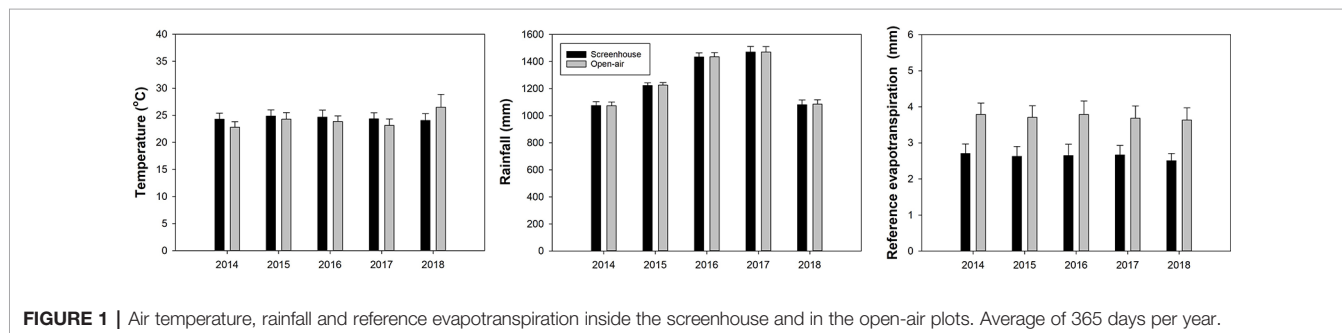 Temperature (°C)
40
35
30
25
20
15
10
5
0
2014 2015 2016 2017 2018
Rainfall (mm)
1600
1400
1200
1000
800
600
400
200
0
Screenhouse
Open-air
2014 2015 2016 2017 2018
Reference evapotranspiration (mm)
6
5
4
3
2
1
0
2014 2015 2016 2017 2018
FIGURE 1 | Air temperature, rainfall and reference evapotranspiration inside the screenhouse and in the open-air plots. Average of 365 days per year.